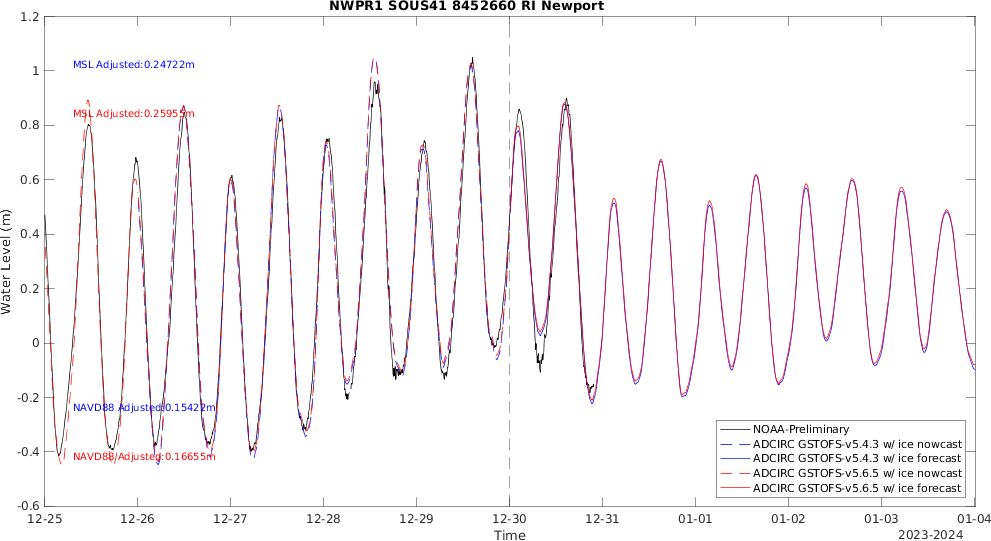 NWPR1 SOUS41 8452660 RI Newport
1.2
1
0.8
0.6
0.4
0.2
0
-0.2
-0.4
-0.6
Water Level (m)
MSL Adjusted:0.24722m
MSL Adjusted:0.25955m
NAVD88 Adjusted:0.15422m
NAVD88 Adjusted:0.16655m
NOAA-Preliminary
ADCIRC GSTOFS-v5.4.3 w/ ice nowcast
ADCIRC GSTOFS-v5.4.3 w/ ice forecast
ADCIRC GSTOFS-v5.6.5 w/ ice nowcast
ADCIRC GSTOFS-v5.6.5 w/ ice forecast
12-25 12-26 12-27 12-28 12-29 12-30 12-31 01-01 01-02 01-03 01-04
Time
2023-2024